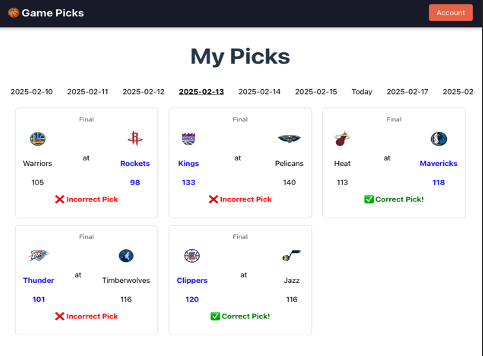 Game Picks
Account
My Picks
2025-02-10 2025-02-11 2025-02-12 2025-02-13 2025-02-14 2025-02-15 Today 2025-02-17 2025-02-
Final
Warriors at Rockets
105 98
❌ Incorrect Pick
Final
Kings at Pelicans
133 140
❌ Incorrect Pick
Final
Heat at Mavericks
113 118
✅ Correct Pick!
Final
Thunder at Timberwolves
101 116
❌ Incorrect Pick
Final
Clippers at Jazz
120 116
✅ Correct Pick!